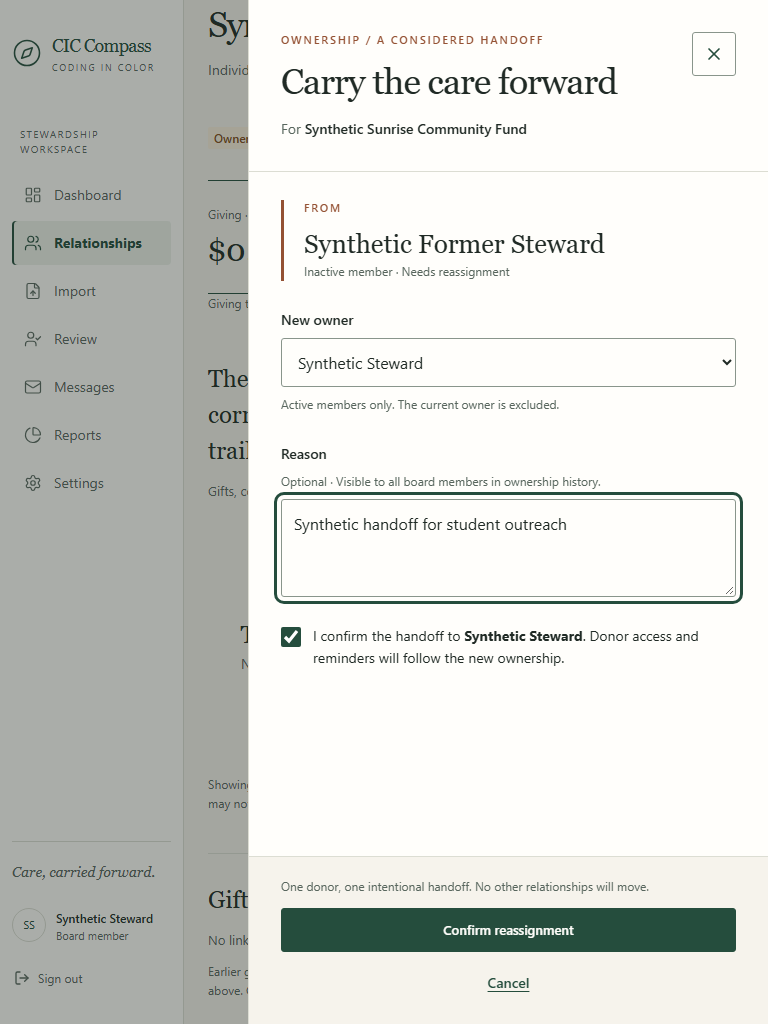 CIC Compass
CODING IN COLOR
STEWARDSHIP
WORKSPACE
Dashboard
Relationships
Import
Review
Messages
Reports
Settings
Care, carried forward.
SS
Synthetic Steward
Board member
Sign out
Individ
Owner
Giving ·
$0
Giving t
The
trail
Gifts, c
Showing
may no
Gift
No link
Earlier g
above.
OWNERSHIP / A CONSIDERED HANDOFF
Carry the care forward
For Synthetic Sunrise Community Fund
FROM
Synthetic Former Steward
Inactive member · Needs reassignment
New owner
Synthetic Steward
Active members only. The current owner is excluded.
Reason
Optional · Visible to all board members in ownership history.
Synthetic handoff for student outreach
I confirm the handoff to Synthetic Steward. Donor access and
reminders will follow the new ownership.
One donor, one intentional handoff. No other relationships will move.
Confirm reassignment
Cancel